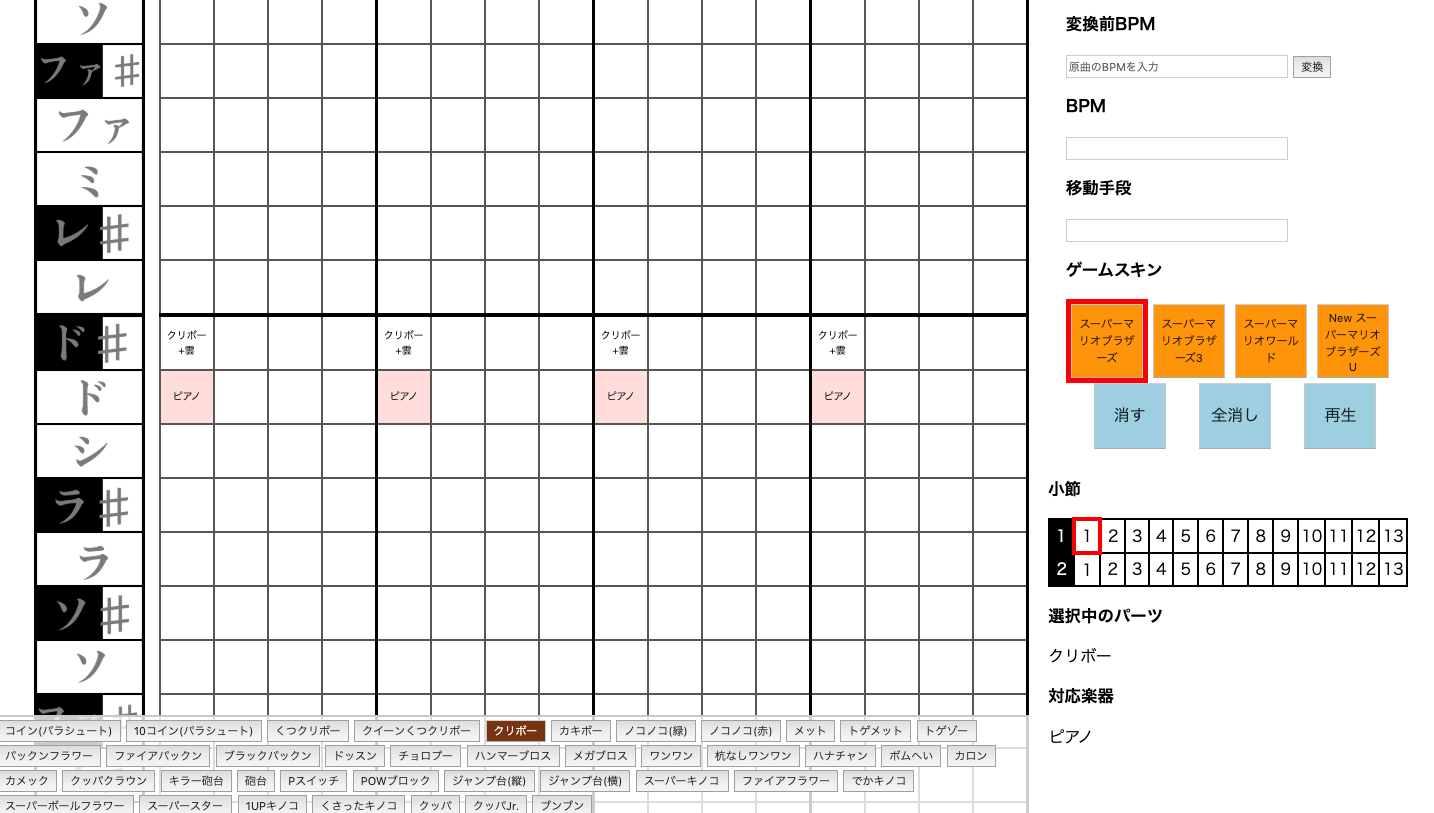 ソ
ファ♯
ファ
ミ
レ♯
レ
ド♯
ド
シ
ラ♯
ラ
ソ♯
ソ
ファ♯
クリボー
+雲
クリボー
+雲
クリボー
+雲
クリボー
+雲
ピアノ ピアノ ピアノ ピアノ
コイン(パラシュート) 10コイン(パラシュート) くつクリボー クイーンくつクリボー クリボー カキボー ノコノコ(緑) ノコノコ(赤) メット トゲメット トゲゾー
パックンフラワー ファイアパックン ブラックパックン ドッスン チョロプー ハンマーブロス メガブロス ワンワン 杭なしワンワン ハナチャン ボムへい カロン
カメック クッパクラウン キラー砲台 砲台 Pスイッチ POWブロック ジャンプ台(縦) ジャンプ台(横) スーパーキノコ ファイアフラワー でかキノコ
スーパーボールフラワー スーパースター 1UPキノコ くさったキノコ クッパ クッパJr. ブンブン
変換前BPM
原曲のBPMを入力 変換
BPM
移動手段
ゲームスキン
スーパーマ
リオブラザ
ーズ
スーパーマ
リオブラザ
ーズ3
スーパーマ
リオワール
ド
New スー
パーマリオ
ブラザーズ
U
消す 全消し 再生
小節
1 1 2 3 4 5 6 7 8 9 10 11 12 13
2 1 2 3 4 5 6 7 8 9 10 11 12 13
選択中のパーツ
クリボー
対応楽器
ピアノ